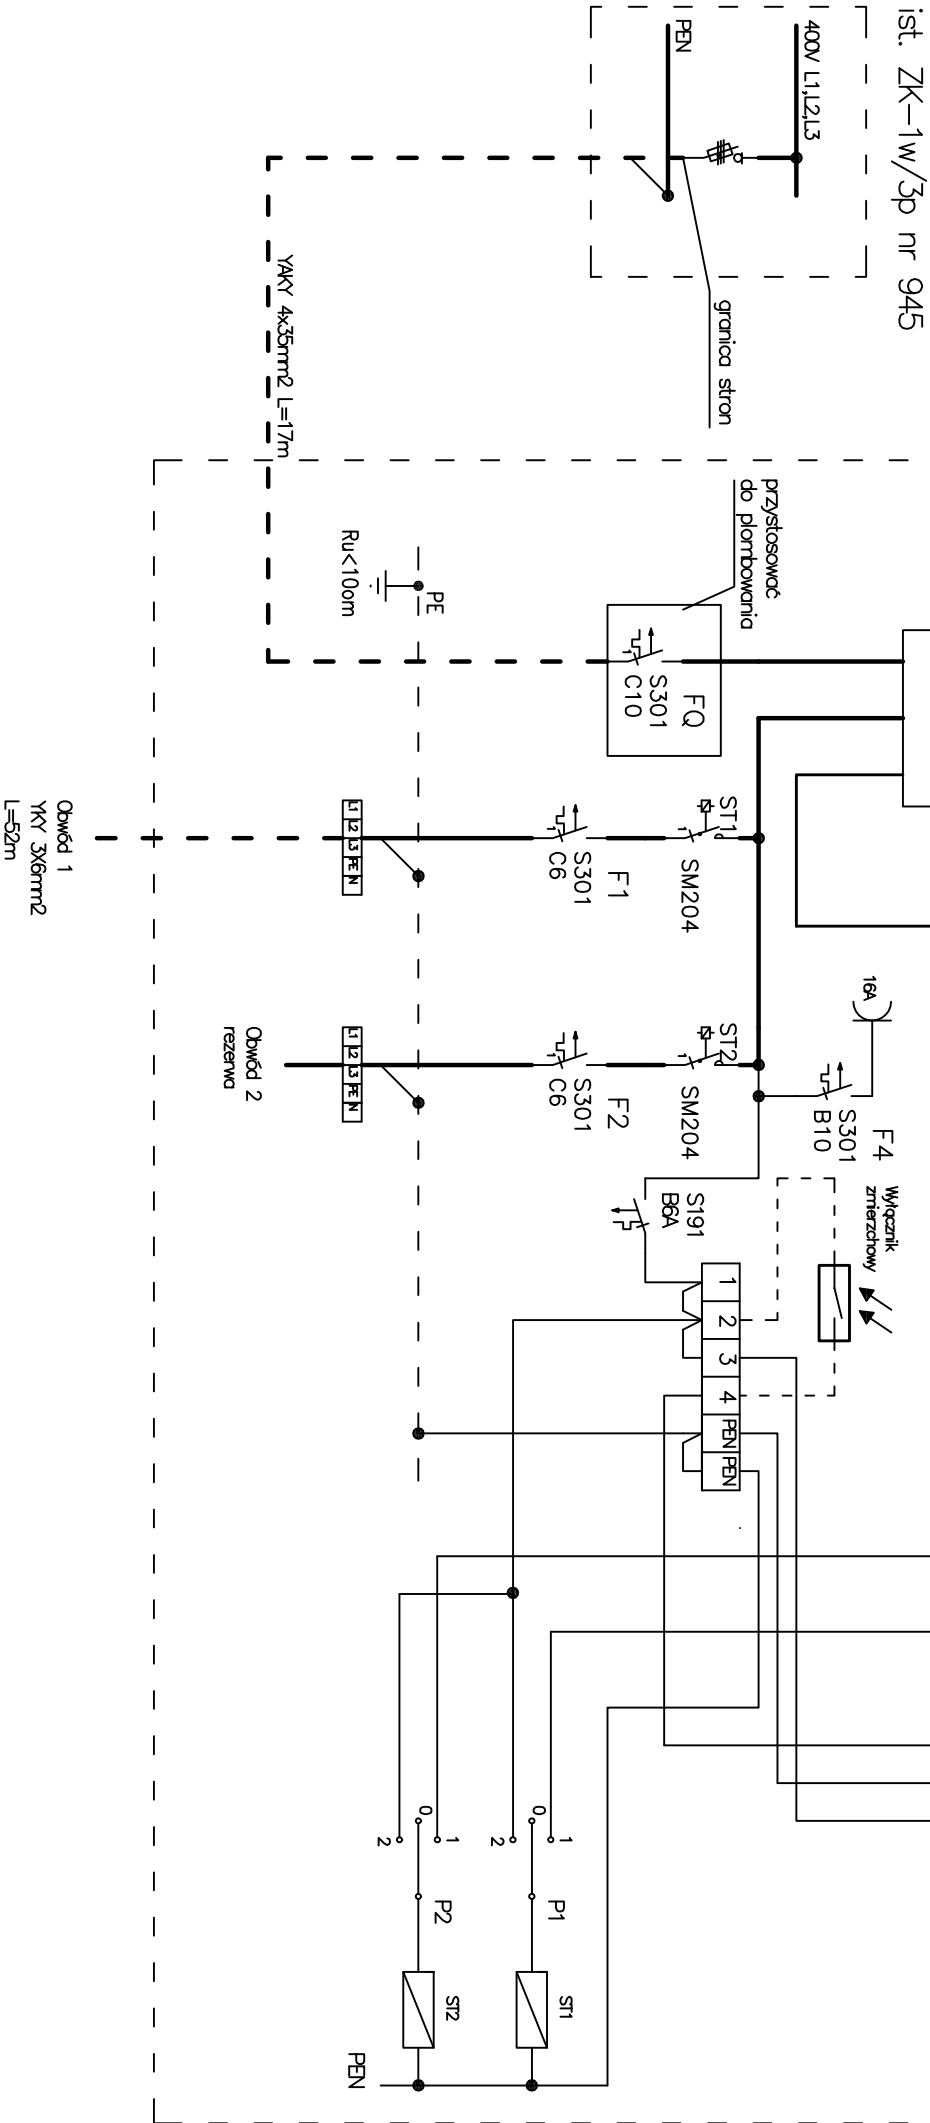 ist. ZK-1w/3p nr 945
400V L1,L2,L3
PEN
granica stron
YAKY 4x35mm2 L=17m
przystosować
do plombowania
FQ
S301
C10
PE
Ru<10om
ST1
SM204
F1
S301
C6
L1 L2 L3 PE N
Obwód 1
YKY 3X6mm2
L=52m
16A
F4
S301
B10
ST2
SM204
F2
S301
C6
L1 L2 L3 PE N
Obwód 2
rezerwa
Wyłącznik
zmierzchowy
S191
B6A
1
2
3
4
PEN
PEN
1
0
2
P1
ST1
1
0
2
P2
ST2
PEN